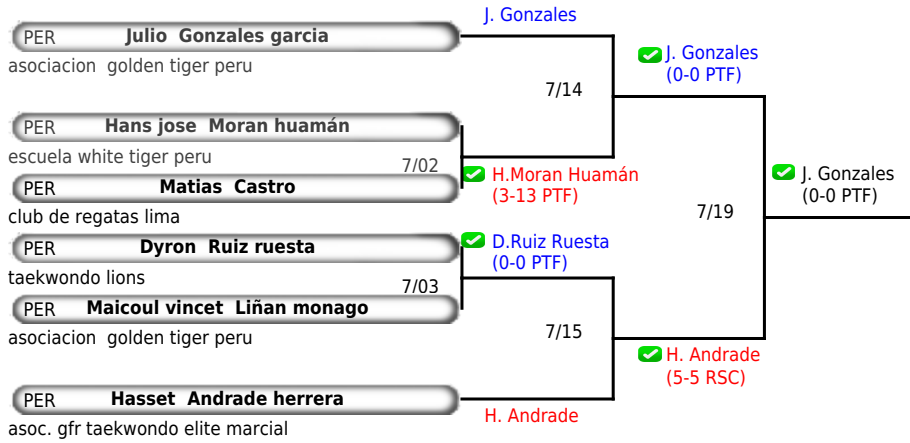 J. Gonzales
PER Julio Gonzales garcia
asociacion golden tiger peru
J. Gonzales
(0-0 PTF)
7/14
PER Hans jose Moran huamán
escuela white tiger peru
7/02
H.Moran Huamán
(3-13 PTF)
PER Matias Castro
club de regatas lima
J. Gonzales
(0-0 PTF)
7/19
PER Dyron Ruiz ruesta
taekwondo lions
D.Ruiz Ruesta
(0-0 PTF)
7/03
PER Maicoul vincet Liñan monago
asociacion golden tiger peru
7/15
H. Andrade
(5-5 RSC)
PER Hasset Andrade herrera
asoc. gfr taekwondo elite marcial
H. Andrade